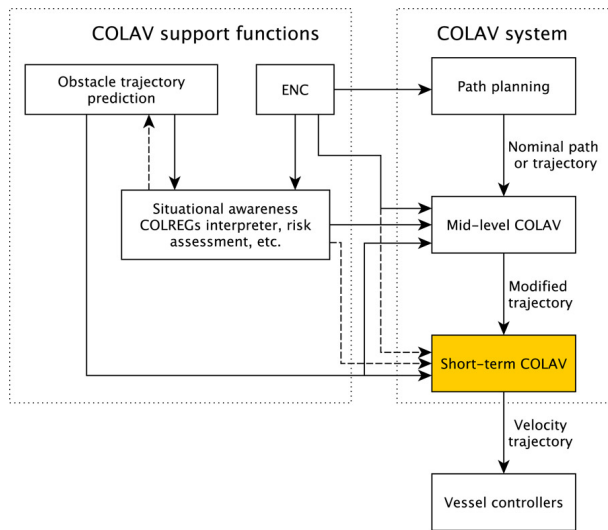 COLAV support functions
COLAV system
Obstacle trajectory
prediction
ENC
Path planning
Nominal path
or trajectory
Situational awareness
COLREGs interpreter, risk
assessment, etc.
Mid-level COLAV
Modified
trajectory
Short-term COLAV
Velocity
trajectory
Vessel controllers